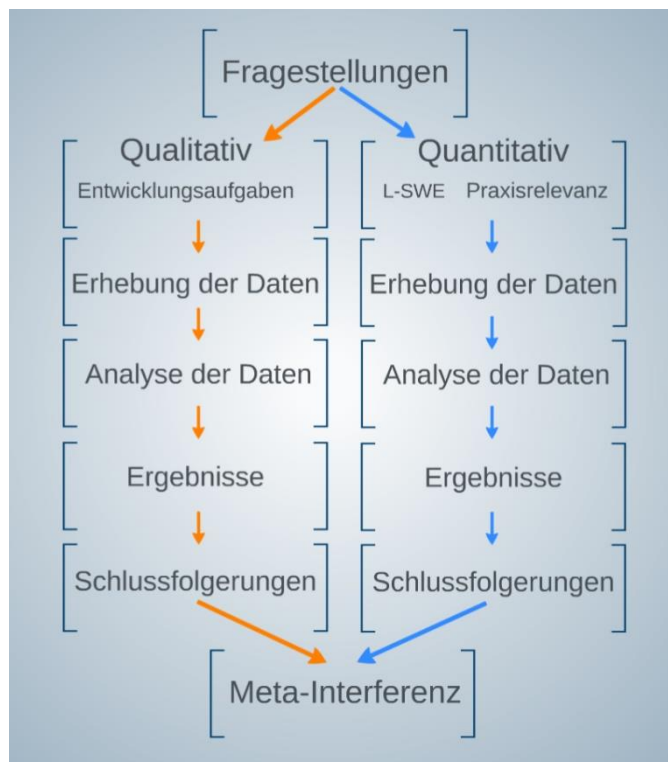 Fragestellungen
Qualitativ
Entwicklungsaufgaben
Erhebung der Daten
Analyse der Daten
Ergebnisse
Schlussfolgerungen
Quantitativ
L-SWE Praxisrelevanz
Erhebung der Daten
Analyse der Daten
Ergebnisse
Schlussfolgerungen
Meta-Interferenz